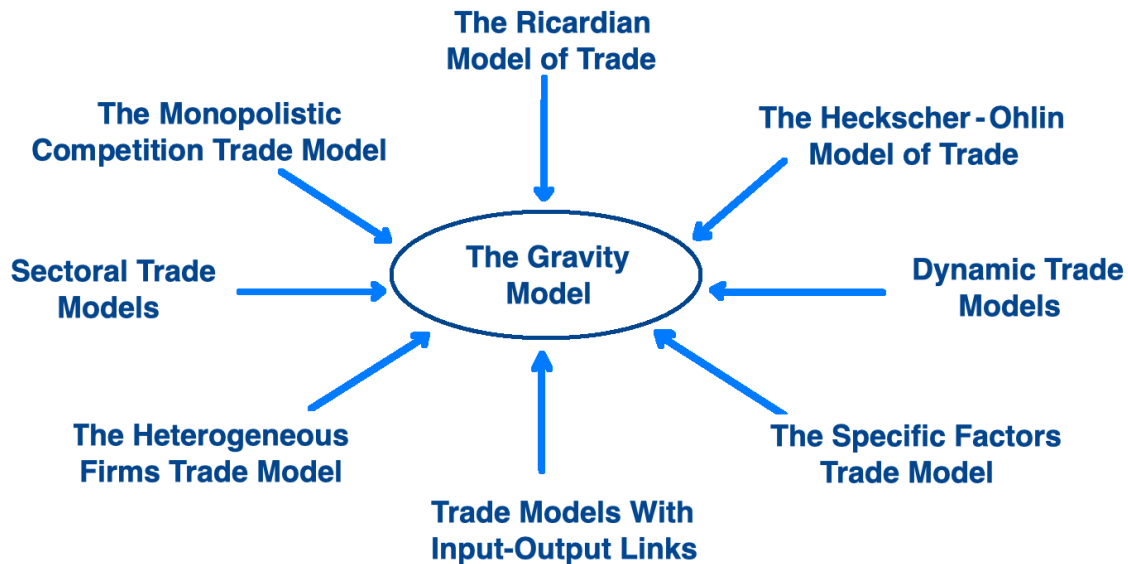 The Ricardian
Model of Trade
The Monopolistic
Competition Trade Model
The Heckscher-Ohlin
Model of Trade
The Gravity
Model
Sectoral Trade
Models
Dynamic Trade
Models
The Heterogeneous
Firms Trade Model
The Specific Factors
Trade Model
Trade Models With
Input-Output Links